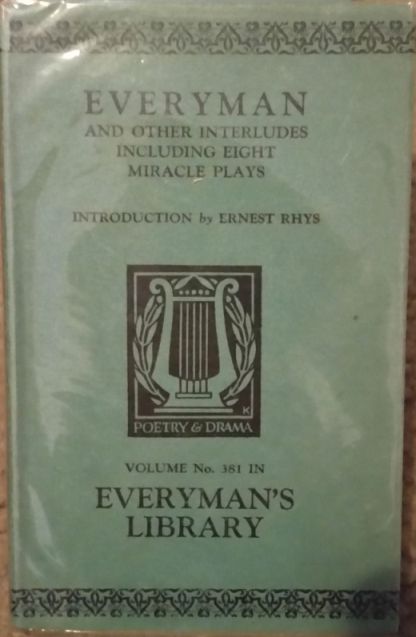 EVERYMAN
AND OTHER INTERLUDES
INCLUDING EIGHT
MIRACLE PLAYS
INTRODUCTION by ERNEST RHYS
K
POETRY & DRAMA
VOLUME No. 381 IN
EVERYMAN'S
LIBRARY